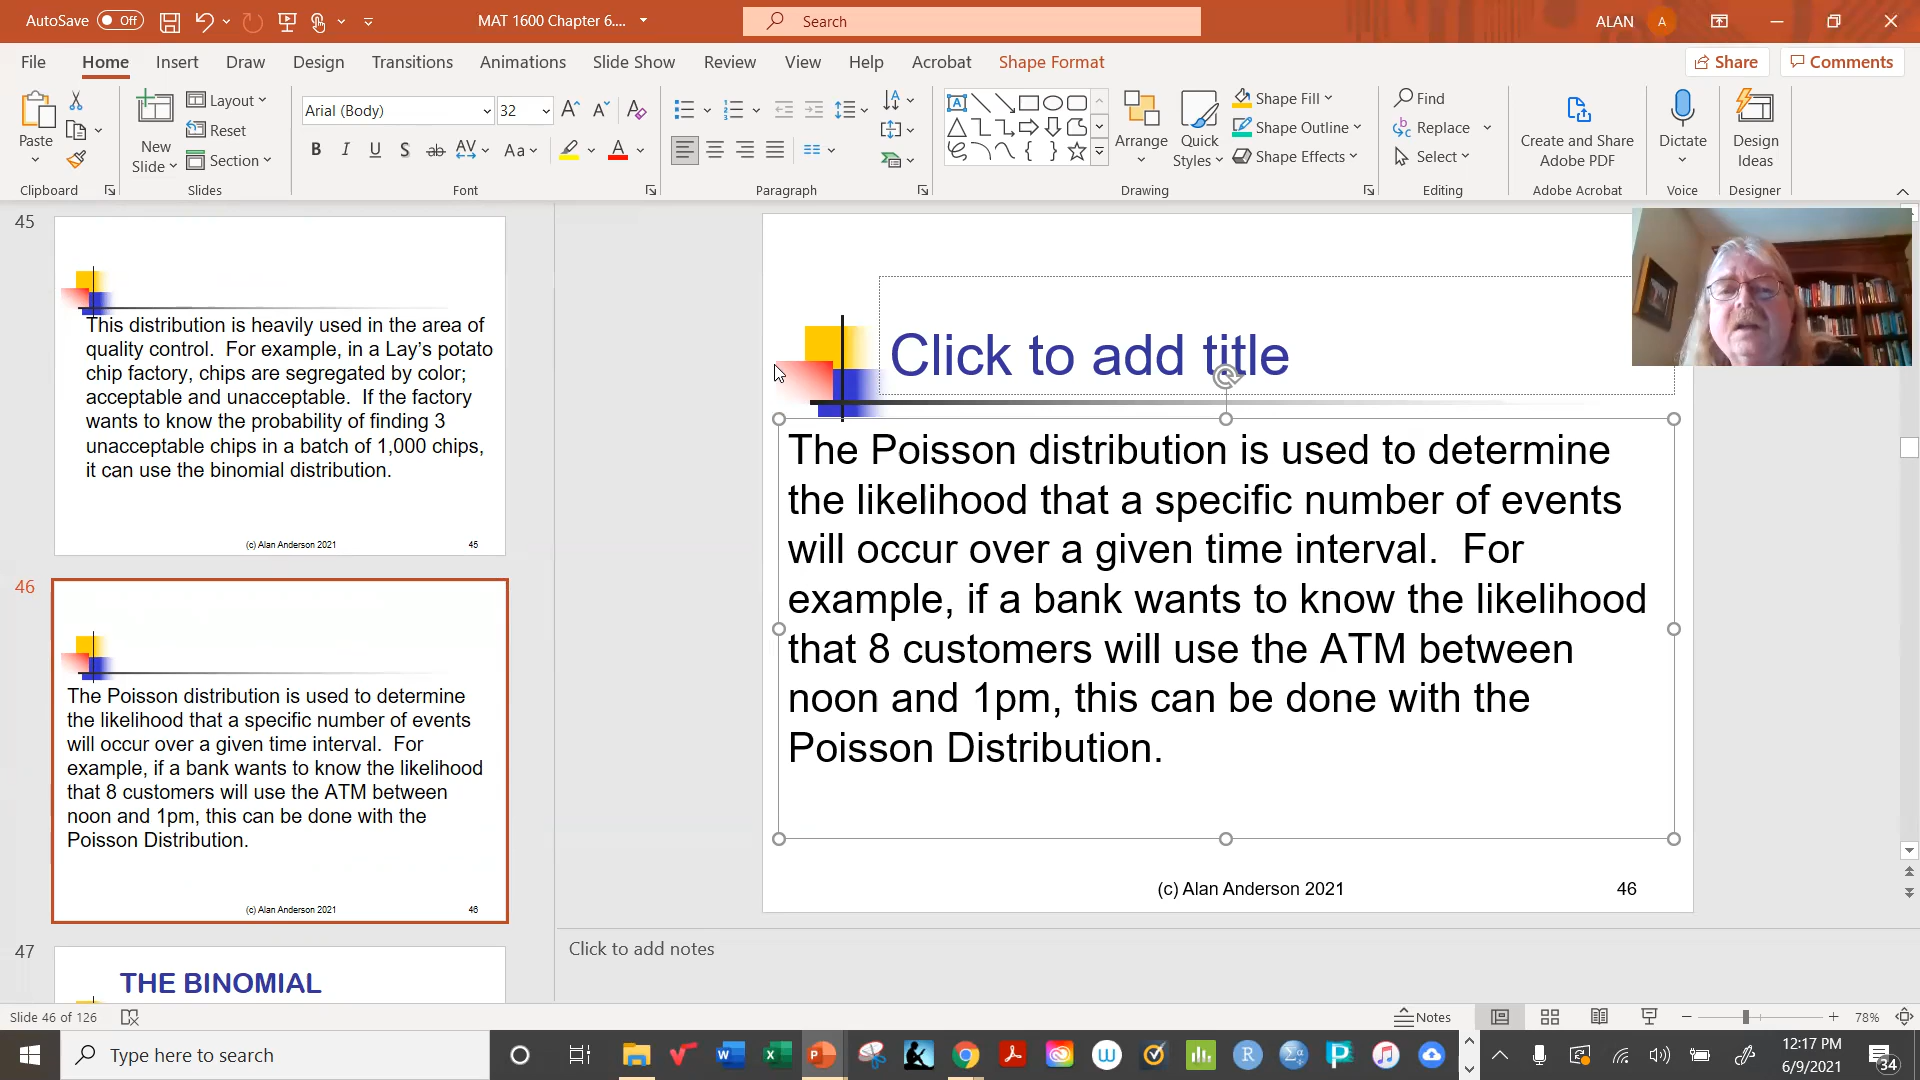 AutoSave Off
MAT 1600 Chapter 6....
Search
ALAN A
File Home Insert Draw Design Transitions Animations Slide Show Review View Help Acrobat Shape Format
Share Comments
Paste
New
Slide
Layout
Reset
Section
Arial (Body) 32
B I U S ab AV Aa A
Shape Fill
Shape Outline
Shape Effects
Arrange
Quick
Styles
Find
Replace
Select
Create and Share
Adobe PDF
Dictate
Design
Ideas
Clipboard Slides Font Paragraph Drawing Editing Adobe Acrobat Voice Designer
45
This distribution is heavily used in the area of
quality control. For example, in a Lay's potato
chip factory, chips are segregated by color;
acceptable and unacceptable. If the factory
wants to know the probability of finding 3
unacceptable chips in a batch of 1,000 chips,
it can use the binomial distribution.
(c) Alan Anderson 2021 45
46
The Poisson distribution is used to determine
the likelihood that a specific number of events
will occur over a given time interval. For
example, if a bank wants to know the likelihood
that 8 customers will use the ATM between
noon and 1pm, this can be done with the
Poisson Distribution.
(c) Alan Anderson 2021 46
47
THE BINOMIAL
Click to add title
The Poisson distribution is used to determine
the likelihood that a specific number of events
will occur over a given time interval. For
example, if a bank wants to know the likelihood
that 8 customers will use the ATM between
noon and 1pm, this can be done with the
Poisson Distribution.
(c) Alan Anderson 2021 46
Click to add notes
Slide 46 of 126
Notes
78%
Type here to search
12:17 PM
6/9/2021
34